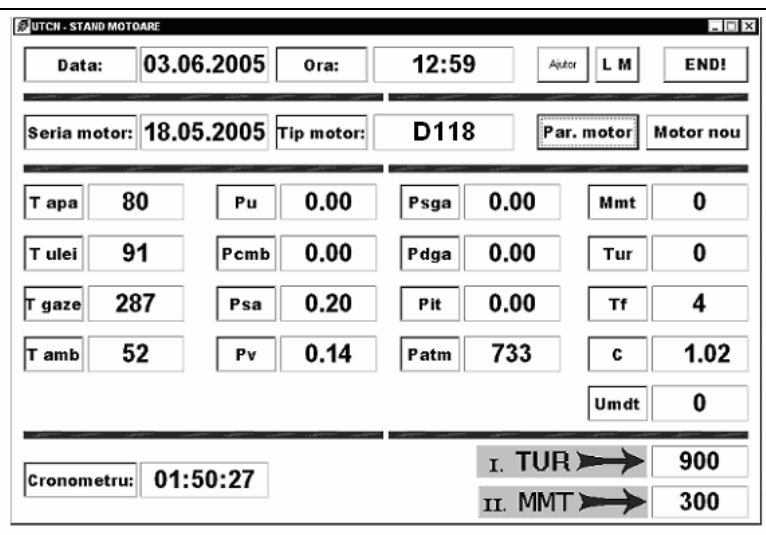 UTCN - STAND MOTOARE
Data: 03.06.2005 Ora: 12:59 Ajutor L M END!
Seria motor: 18.05.2005 Tip motor: D118 Par. motor Motor nou
T apa 80 Pu 0.00 Psga 0.00 Mmt 0
T ulei 91 Pcmb 0.00 Pdga 0.00 Tur 0
T gaze 287 Psa 0.20 Pit 0.00 Tf 4
T amb 52 Pv 0.14 Patm 733 C 1.02
Umdt 0
I. TUR 900
Cronometru: 01:50:27
II. MMT 300